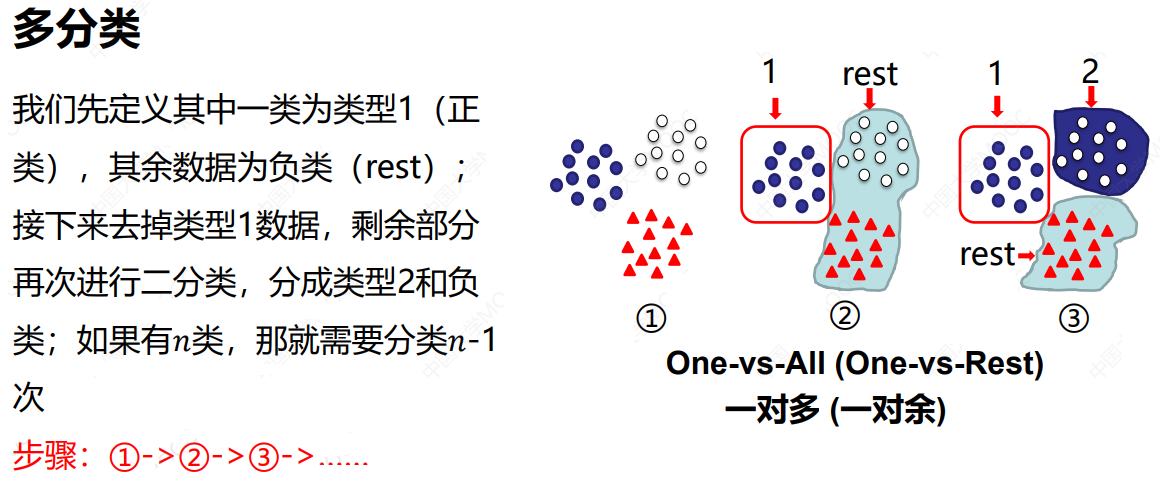 多分类
我们先定义其中一类为类型1（正
类），其余数据为负类（rest）；
接下来去掉类型1数据，剩余部分
再次进行二分类，分成类型2和负
类；如果有n类，那就需要分类n-1
次
步骤：①->②->③->……
1
rest
1
2
rest
①
②
③
One-vs-All (One-vs-Rest)
一对多 (一对余)